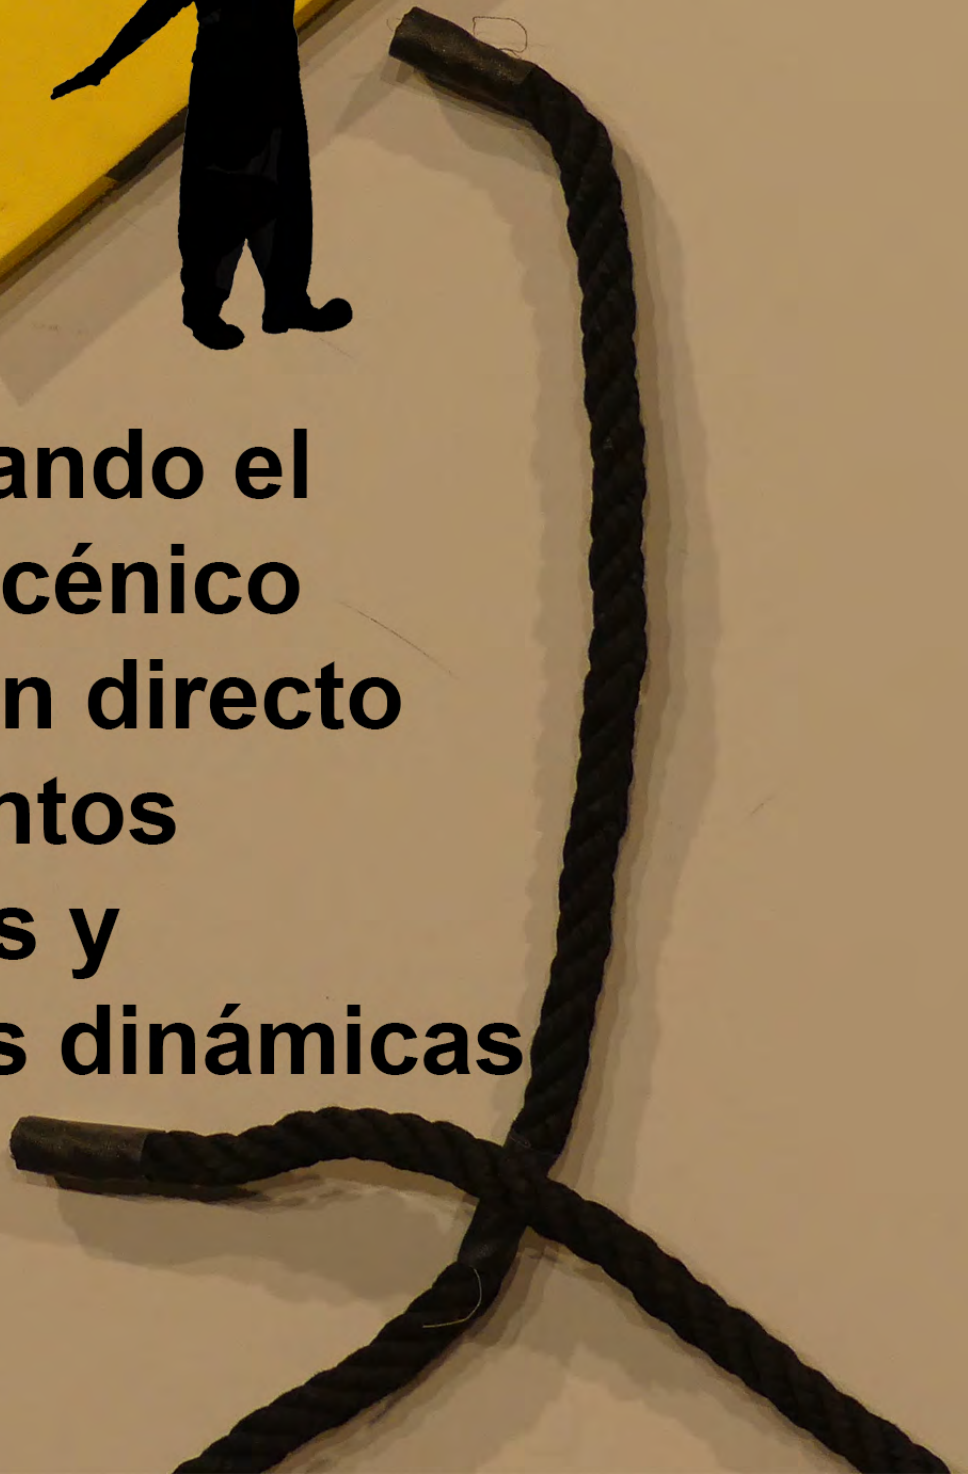 ando el
cénico
n directo
ntos
s y
s dinámicas